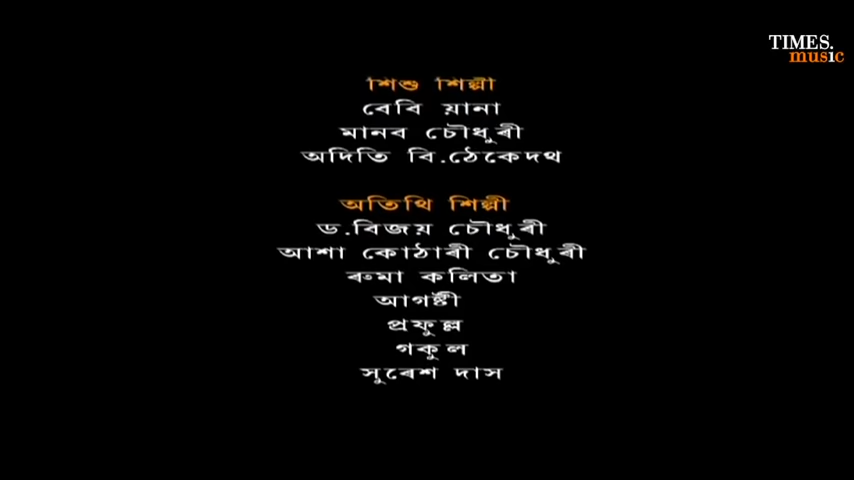 TIMES.
music
শিশু শিল্পী
বেবি য়ানা
মানব চৌধুৰী
অদিতি বি.ঠেকেদথ
অতিথি শিল্পী
ড.বিজয় চৌধুৰী
আশা কোঠাৰী চৌধুৰী
ৰুমা কলিতা
আগষ্টী
প্ৰফুল্ল
গকুল
সুৰেশ দাস